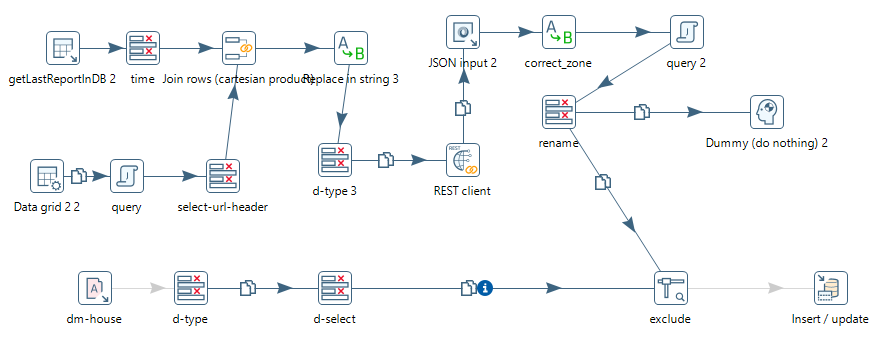 JSON input 2
correct_zone
query 2
getLastReportInDB 2
time
Join rows (cartesian product)
Replace in string 3
A
B
A
B
REST
rename
Dummy (do nothing) 2
d-type 3
REST client
Data grid 2 2
query
select-url-header
A
i
dm-house
d-type
d-select
exclude
Insert / update